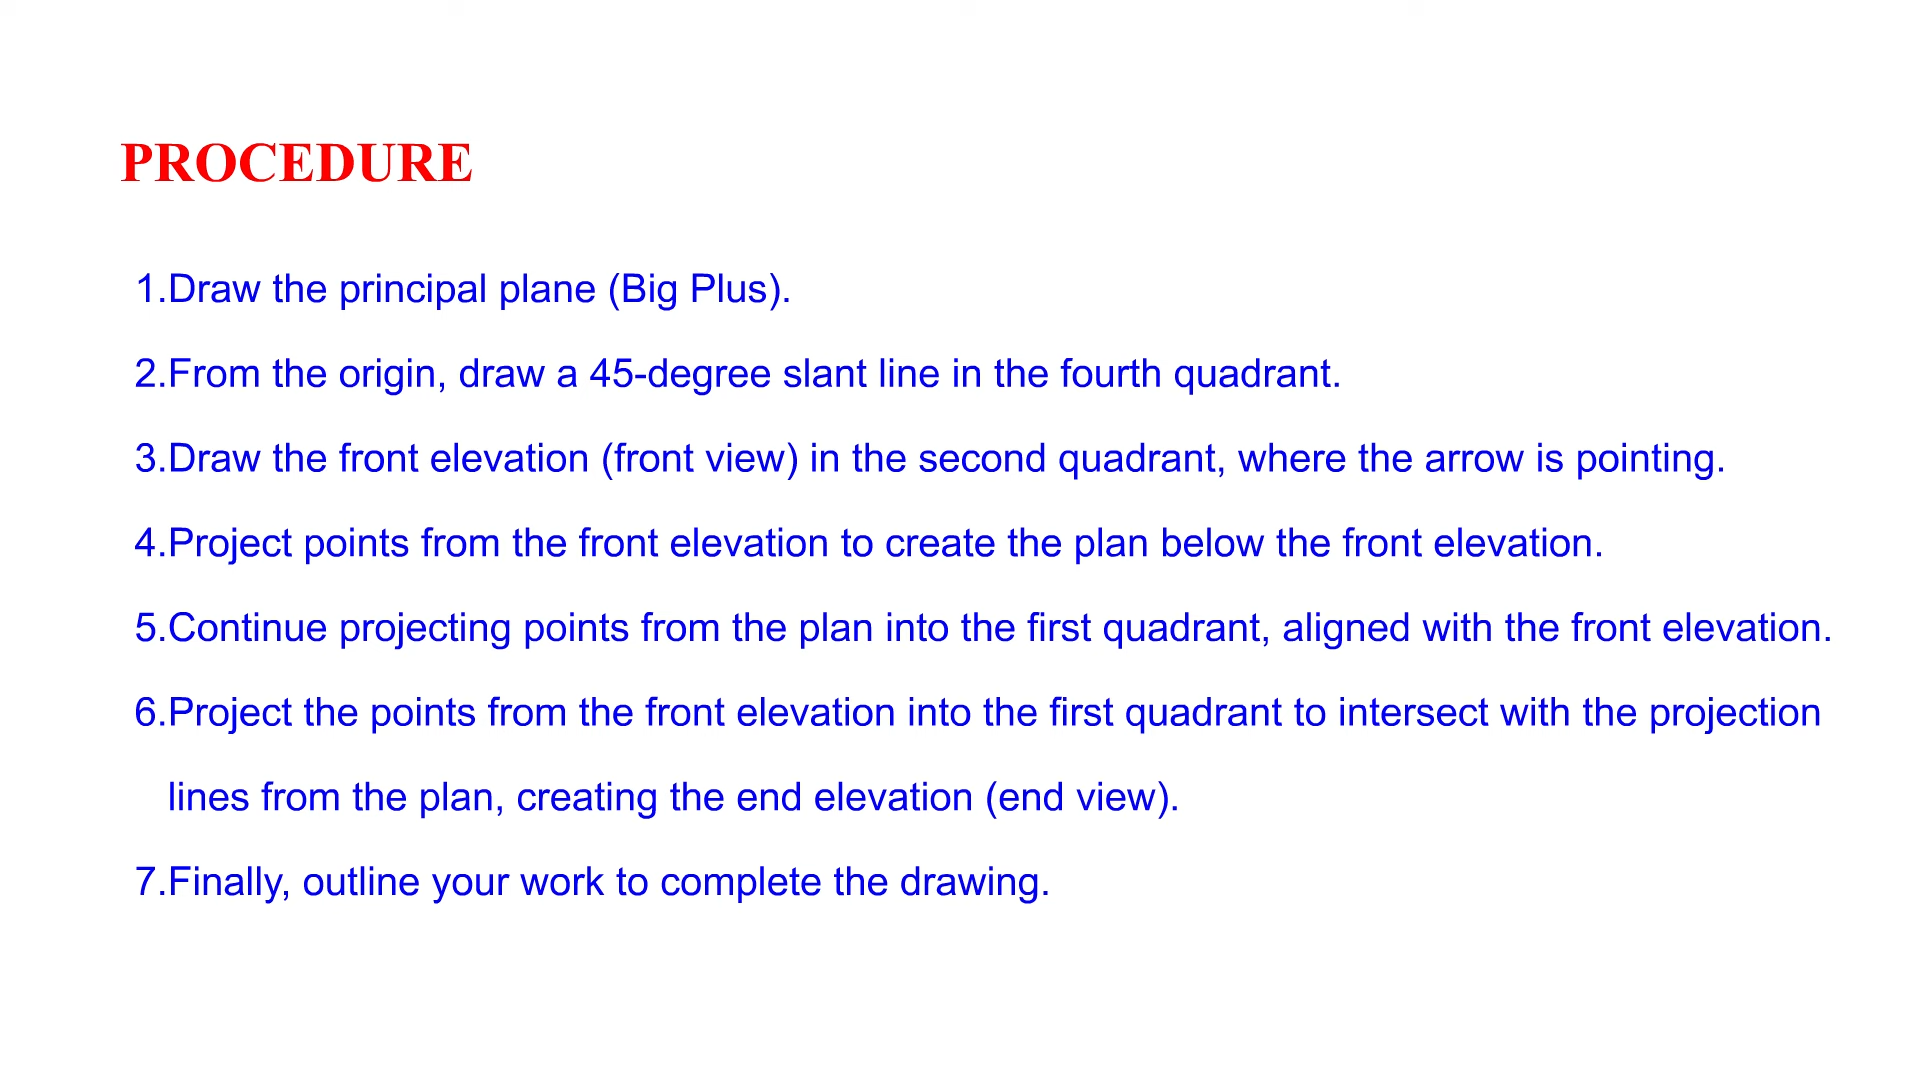 PROCEDURE
1.Draw the principal plane (Big Plus).
2.From the origin, draw a 45-degree slant line in the fourth quadrant.
3.Draw the front elevation (front view) in the second quadrant, where the arrow is pointing.
4.Project points from the front elevation to create the plan below the front elevation.
5.Continue projecting points from the plan into the first quadrant, aligned with the front elevation.
6.Project the points from the front elevation into the first quadrant to intersect with the projection
lines from the plan, creating the end elevation (end view).
7.Finally, outline your work to complete the drawing.